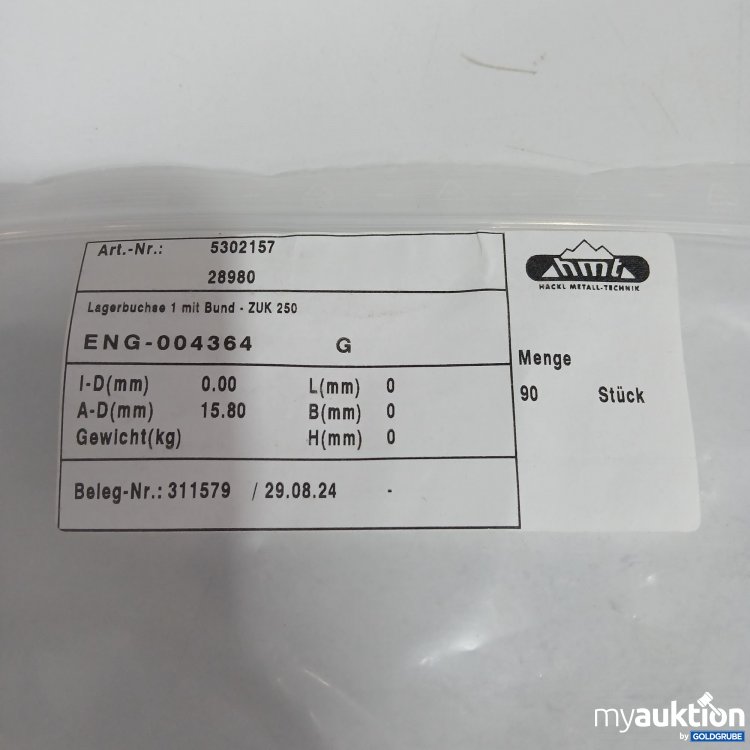 Art.-Nr.: 5302157
28980
Lagerbuchse 1 mit Bund - ZUK 250
ENG-004364 G
I-D(mm) 0.00 L(mm) 0
A-D(mm) 15.80 B(mm) 0
Gewicht(kg) H(mm) 0
Beleg-Nr.: 311579 / 29.08.24 -
hmt
HACKL METALL-TECHNIK
Menge
90 Stück
myauktion
by GOLDGRUBE